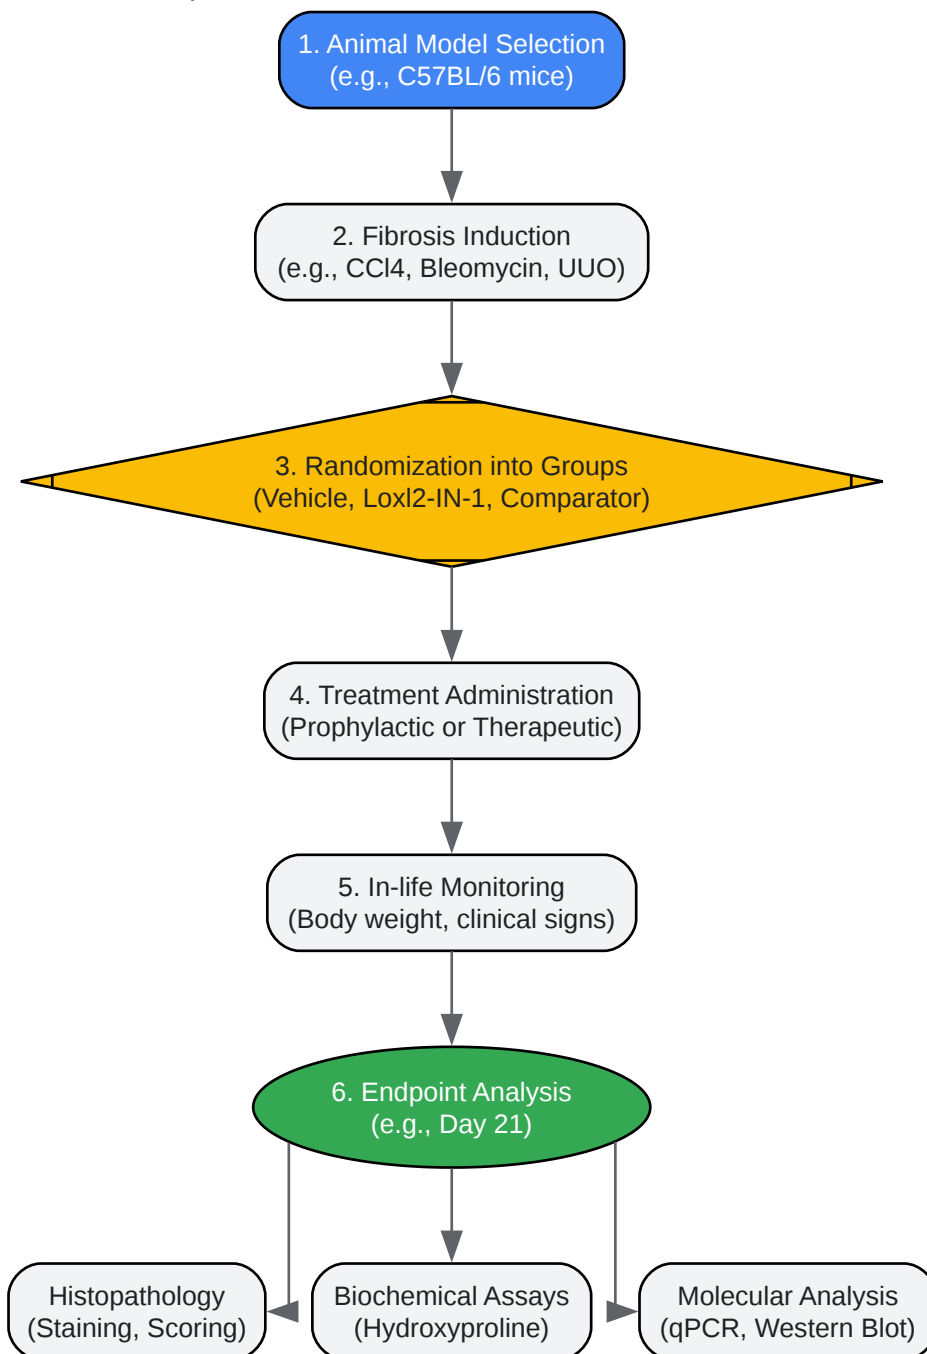 1. Animal Model Selection
(e.g., C57BL/6 mice)
2. Fibrosis Induction
(e.g., CCl4, Bleomycin, UUO)
3. Randomization into Groups
(Vehicle, Loxl2-IN-1, Comparator)
4. Treatment Administration
(Prophylactic or Therapeutic)
5. In-life Monitoring
(Body weight, clinical signs)
6. Endpoint Analysis
(e.g., Day 21)
Histopathology
(Staining, Scoring)
Biochemical Assays
(Hydroxyproline)
Molecular Analysis
(qPCR, Western Blot)